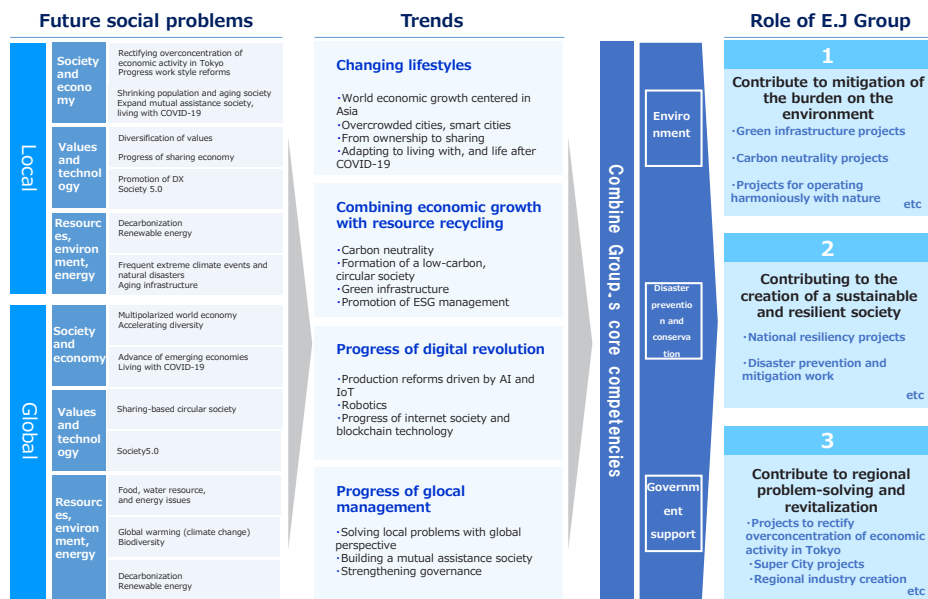 Future social problems
Trends
Role of E.J Group
Local
Society
and
econo
my
Rectifying overconcentration of
economic activity in Tokyo
Progress work style reforms
Shrinking population and aging society
Expand mutual assistance society,
living with COVID-19
Values
and
technol
ogy
Diversification of values
Progress of sharing economy
Promotion of DX
Society 5.0
Resourc
es,
environ
ment,
energy
Decarbonization
Renewable energy
Frequent extreme climate events and
natural disasters
Aging infrastructure
Global
Society
and
economy
Multipolarized world economy
Accelerating diversity
Advance of emerging economies
Living with COVID-19
Values
and
technol
ogy
Sharing-based circular society
Society5.0
Resourc
es,
environ
ment,
energy
Food, water resource,
and energy issues
Global warming (climate change)
Biodiversity
Decarbonization
Renewable energy
Changing lifestyles
・World economic growth centered in
Asia
・Overcrowded cities, smart cities
・From ownership to sharing
・Adapting to living with, and life after
COVID-19
Combining economic growth
with resource recycling
・Carbon neutrality
・Formation of a low-carbon,
circular society
・Green infrastructure
・Promotion of ESG management
Progress of digital revolution
・Production reforms driven by AI and
IoT
・Robotics
・Progress of internet society and
blockchain technology
Progress of glocal
management
・Solving local problems with global
perspective
・Building a mutual assistance society
・Strengthening governance
Combine Group.s core competencies
Enviro
nment
Disaster
preventio
n and
conserva
tion
Governm
ent
support
1
Contribute to mitigation of
the burden on the
environment
・Green infrastructure projects
・Carbon neutrality projects
・Projects for operating
harmoniously with nature
etc
2
Contributing to the
creation of a sustainable
and resilient society
・National resiliency projects
・Disaster prevention and
mitigation work
etc
3
Contribute to regional
problem-solving and
revitalization
・Projects to rectify
overconcentration of economic
activity in Tokyo
・Super City projects
・Regional industry creation
etc